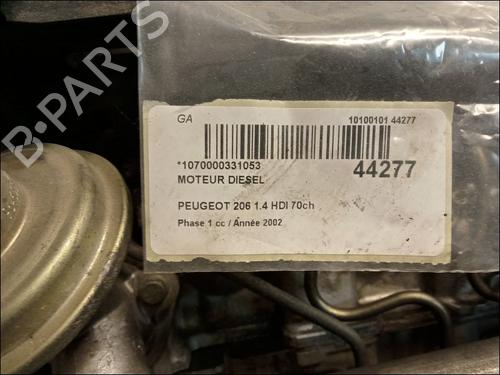 B-PARTS
GA
10100101 44277
*1070000331053
44277
MOTEUR DIESEL
PEUGEOT 206 1.4 HDI 70ch
Phase 1 cc / Année 2002